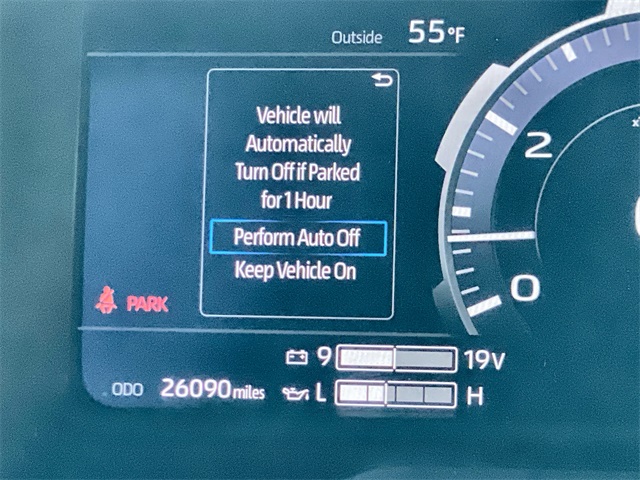 Outside 55°F
Vehicle will
Automatically
Turn Off if Parked
for 1 Hour
Perform Auto Off
Keep Vehicle On
PARK
2
0
9 19V
ODO 26090 miles
L H